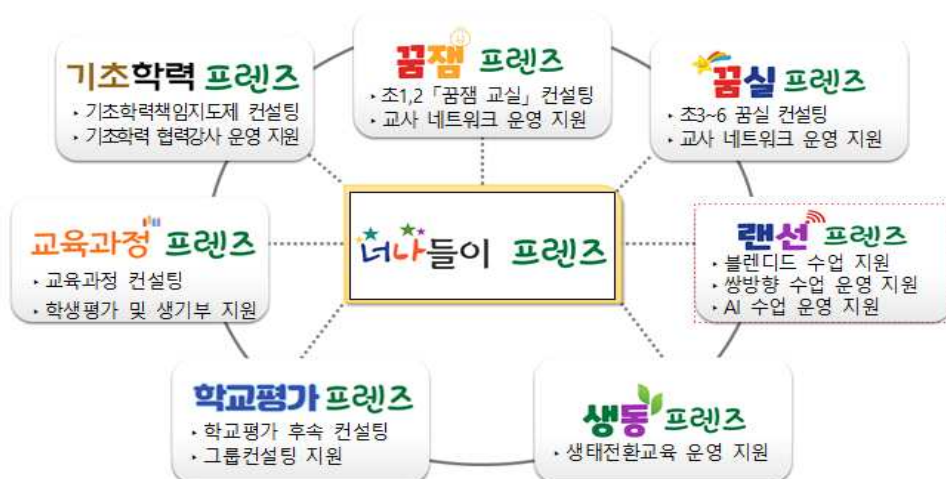 기초학력 프렌즈
‣ 기초학력책임지도제 컨설팅
‣ 기초학력 협력강사 운영 지원
꿈잼 프렌즈
‣ 초1,2「꿈잼 교실」컨설팅
‣ 교사 네트워크 운영 지원
꿈실 프렌즈
‣ 초3~6 꿈실 컨설팅
‣ 교사 네트워크 운영 지원
교육과정 프렌즈
‣ 교육과정 컨설팅
‣ 학생평가 및 생기부 지원
너나들이 프렌즈
랜선 프렌즈
‣ 블렌디드 수업 지원
‣ 쌍방향 수업 운영 지원
‣ AI 수업 운영 지원
학교평가 프렌즈
‣ 학교평가 후속 컨설팅
‣ 그룹컨설팅 지원
생동 프렌즈
‣ 생태전환교육 운영 지원